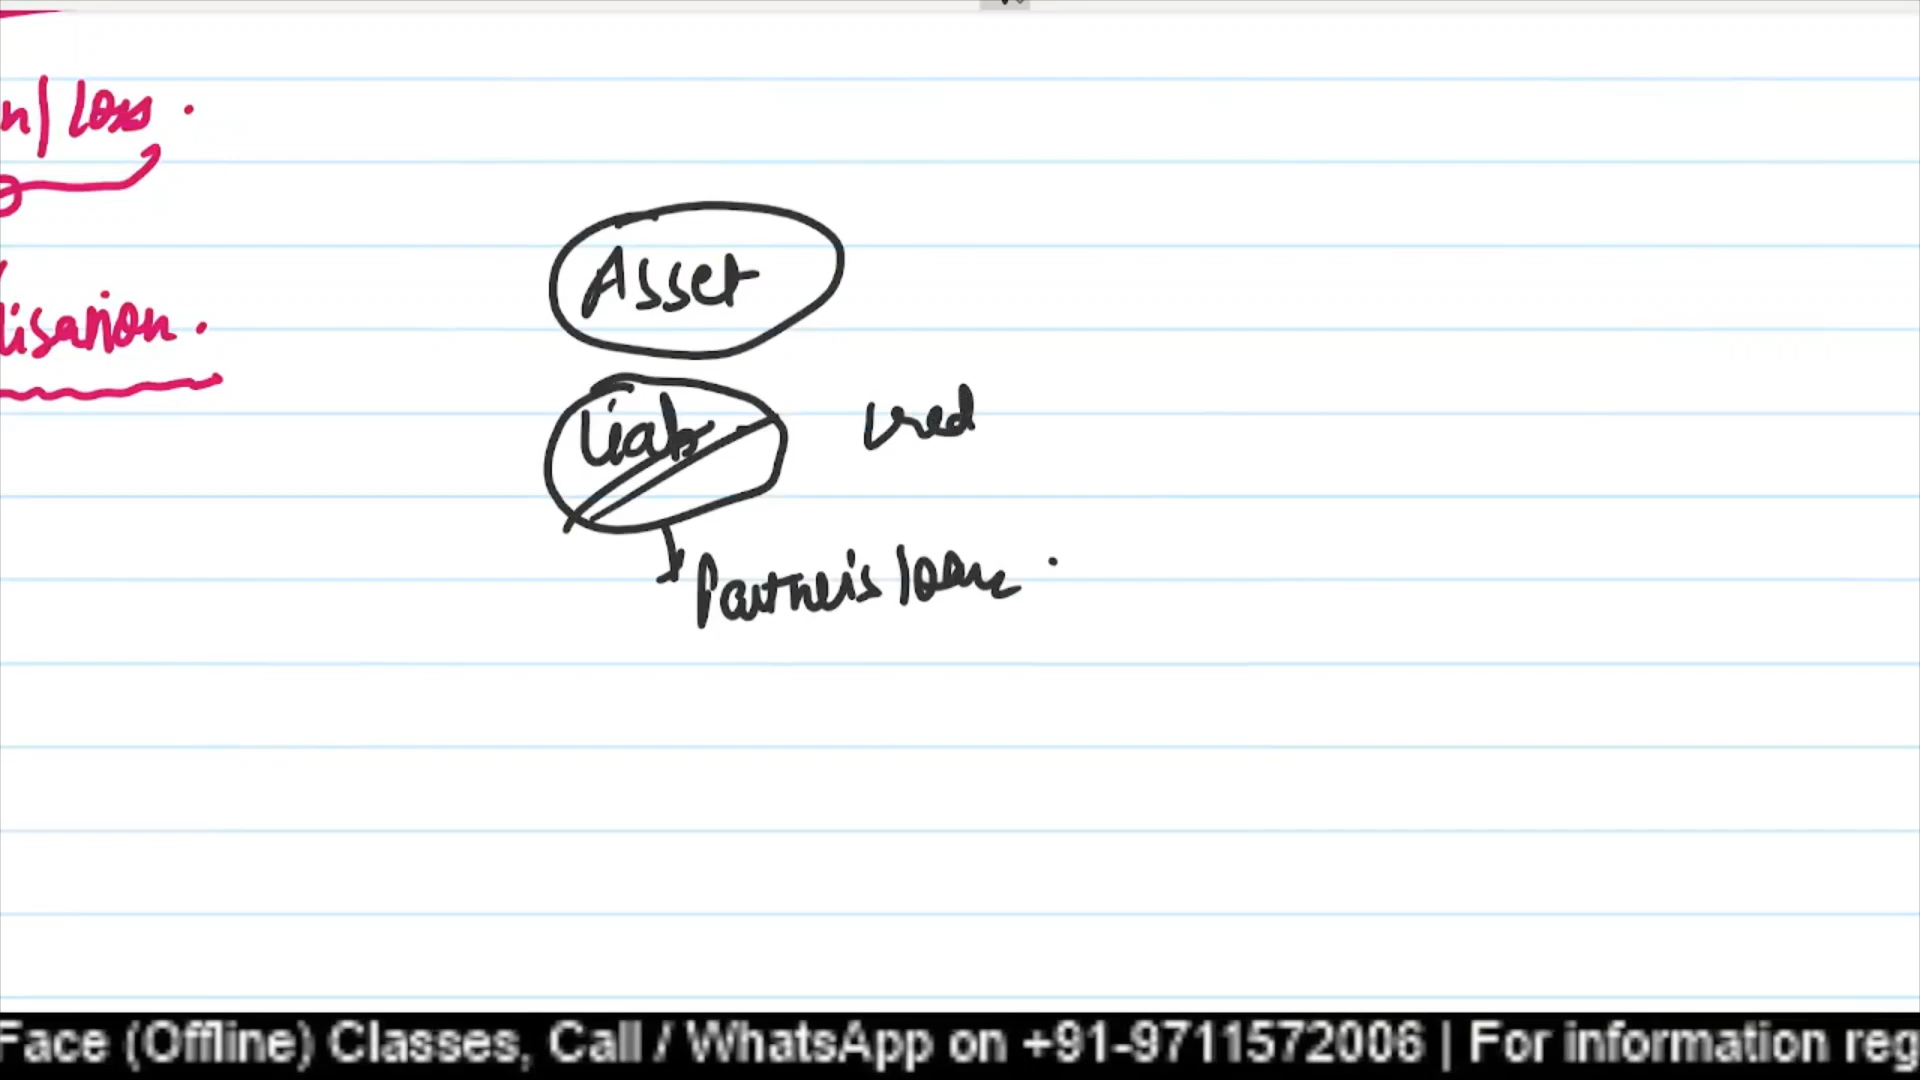 n/ Loss.
lisation.
Asset
Liab
Cred
Partner's loan.
Face (Offline) Classes, Call / WhatsApp on +91-9711572006 | For information reg